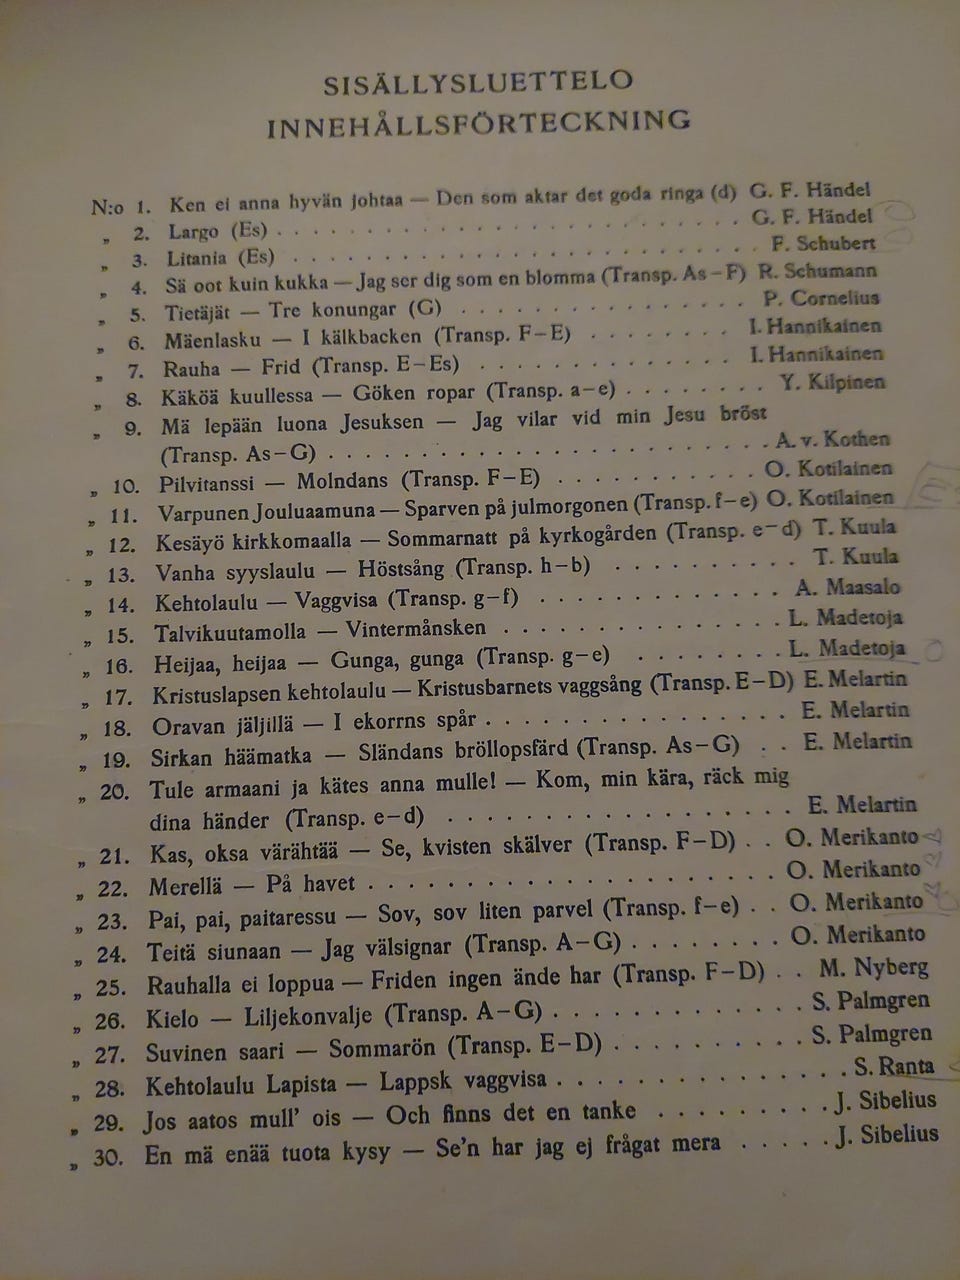 SISÄLLYSLUETTELO
INNEHÅLLSFÖRTECKNING
N:o 1. Ken ei anna hyvän johtaa — Den som aktar det goda ringa (d) G. F. Händel
„ 2. Largo (Es) . . . . . . . . . . . . . . . . . . . . . . . G. F. Händel
„ 3. Litania (Es) . . . . . . . . . . . . . . . . . . . . . . F. Schubert
„ 4. Sä oot kuin kukka — Jag ser dig som en blomma (Transp. As–F) R. Schumann
„ 5. Tietäjät — Tre konungar (G) . . . . . . . . . . . . . . P. Cornelius
„ 6. Mäenlasku — I kälkbacken (Transp. F–E) . . . . . . . I. Hannikainen
„ 7. Rauha — Frid (Transp. E–Es) . . . . . . . . . . . . . I. Hannikainen
„ 8. Käköä kuullessa — Göken ropar (Transp. a–e) . . . . . . . . Y. Kilpinen
„ 9. Mä lepään luona Jesuksen — Jag vilar vid min Jesu bröst
(Transp. As–G) . . . . . . . . . . . . . . . . . . . . . . . A. v. Kothen
„ 10. Pilvitanssi — Molndans (Transp. F–E) . . . . . . . . . . O. Kotilainen
„ 11. Varpunen Jouluaamuna — Sparven på julmorgonen (Transp. f–e) O. Kotilainen
„ 12. Kesäyö kirkkomaalla — Sommarnatt på kyrkogården (Transp. e–d) T. Kuula
„ 13. Vanha syyslaulu — Höstsång (Transp. h–b) . . . . . . . . . . T. Kuula
„ 14. Kehtolaulu — Vaggvisa (Transp. g–f) . . . . . . . . . . . . . A. Maasalo
„ 15. Talvikuutamolla — Vintermånsken . . . . . . . . . . . . . . . L. Madetoja
„ 16. Heijaa, heijaa — Gunga, gunga (Transp. g–e) . . . . . . . . L. Madetoja
„ 17. Kristuslapsen kehtolaulu — Kristusbarnets vaggsång (Transp. E–D) E. Melartin
„ 18. Oravan jäljillä — I ekorrns spår . . . . . . . . . . . . . . . . E. Melartin
„ 19. Sirkan häämatka — Sländans bröllopsfärd (Transp. As–G) . . E. Melartin
„ 20. Tule armaani ja kätes anna mulle! — Kom, min kära, räck mig
dina händer (Transp. e–d) . . . . . . . . . . . . . . . . . . E. Melartin
„ 21. Kas, oksa värähtää — Se, kvisten skälver (Transp. F–D) . . O. Merikanto
„ 22. Merellä — På havet . . . . . . . . . . . . . . . . . . . . . O. Merikanto
„ 23. Pai, pai, paitaressu — Sov, sov liten parvel (Transp. f–e) . . O. Merikanto
„ 24. Teitä siunaan — Jag välsignar (Transp. A–G) . . . . . . . . O. Merikanto
„ 25. Rauhalla ei loppua — Friden ingen ände har (Transp. F–D) . . M. Nyberg
„ 26. Kielo — Liljekonvalje (Transp. A–G) . . . . . . . . . . . . . S. Palmgren
„ 27. Suvinen saari — Sommarön (Transp. E–D) . . . . . . . . . . S. Palmgren
„ 28. Kehtolaulu Lapista — Lappsk vaggvisa . . . . . . . . . . . . . . . S. Ranta
„ 29. Jos aatos mull' ois — Och finns det en tanke . . . . . . . . . J. Sibelius
„ 30. En mä enää tuota kysy — Se'n har jag ej frågat mera . . . . . J. Sibelius